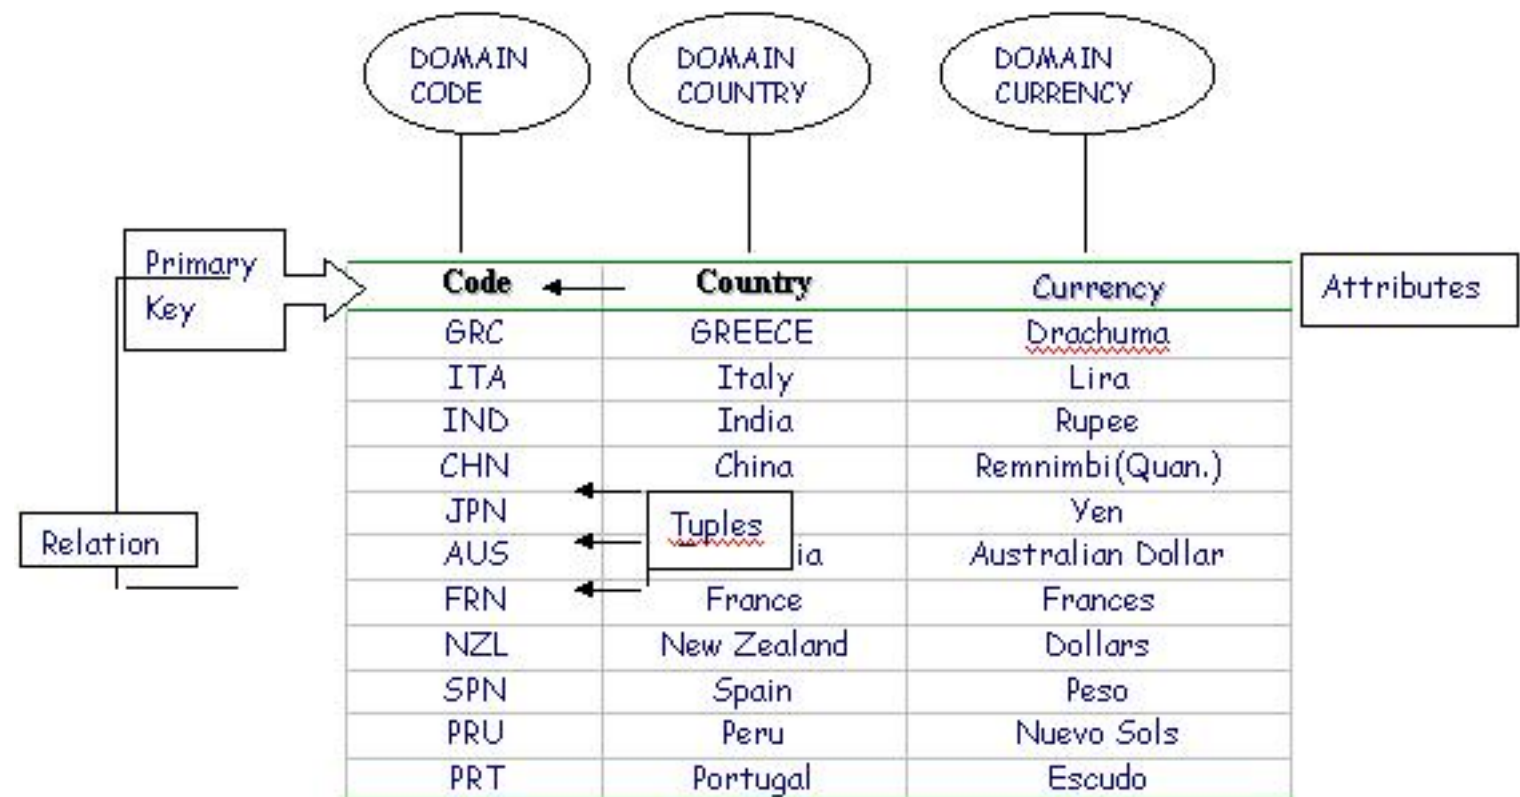 DOMAIN
CODE
DOMAIN
COUNTRY
DOMAIN
CURRENCY
Primary
Key
Code
Country
Currency
Attributes
GRC GREECE Drachuma
ITA Italy Lira
IND India Rupee
CHN China Remnimbi(Quan.)
JPN Yen
Tuples
Relation
AUS ia Australian Dollar
FRN France Frances
NZL New Zealand Dollars
SPN Spain Peso
PRU Peru Nuevo Sols
PRT Portugal Escudo